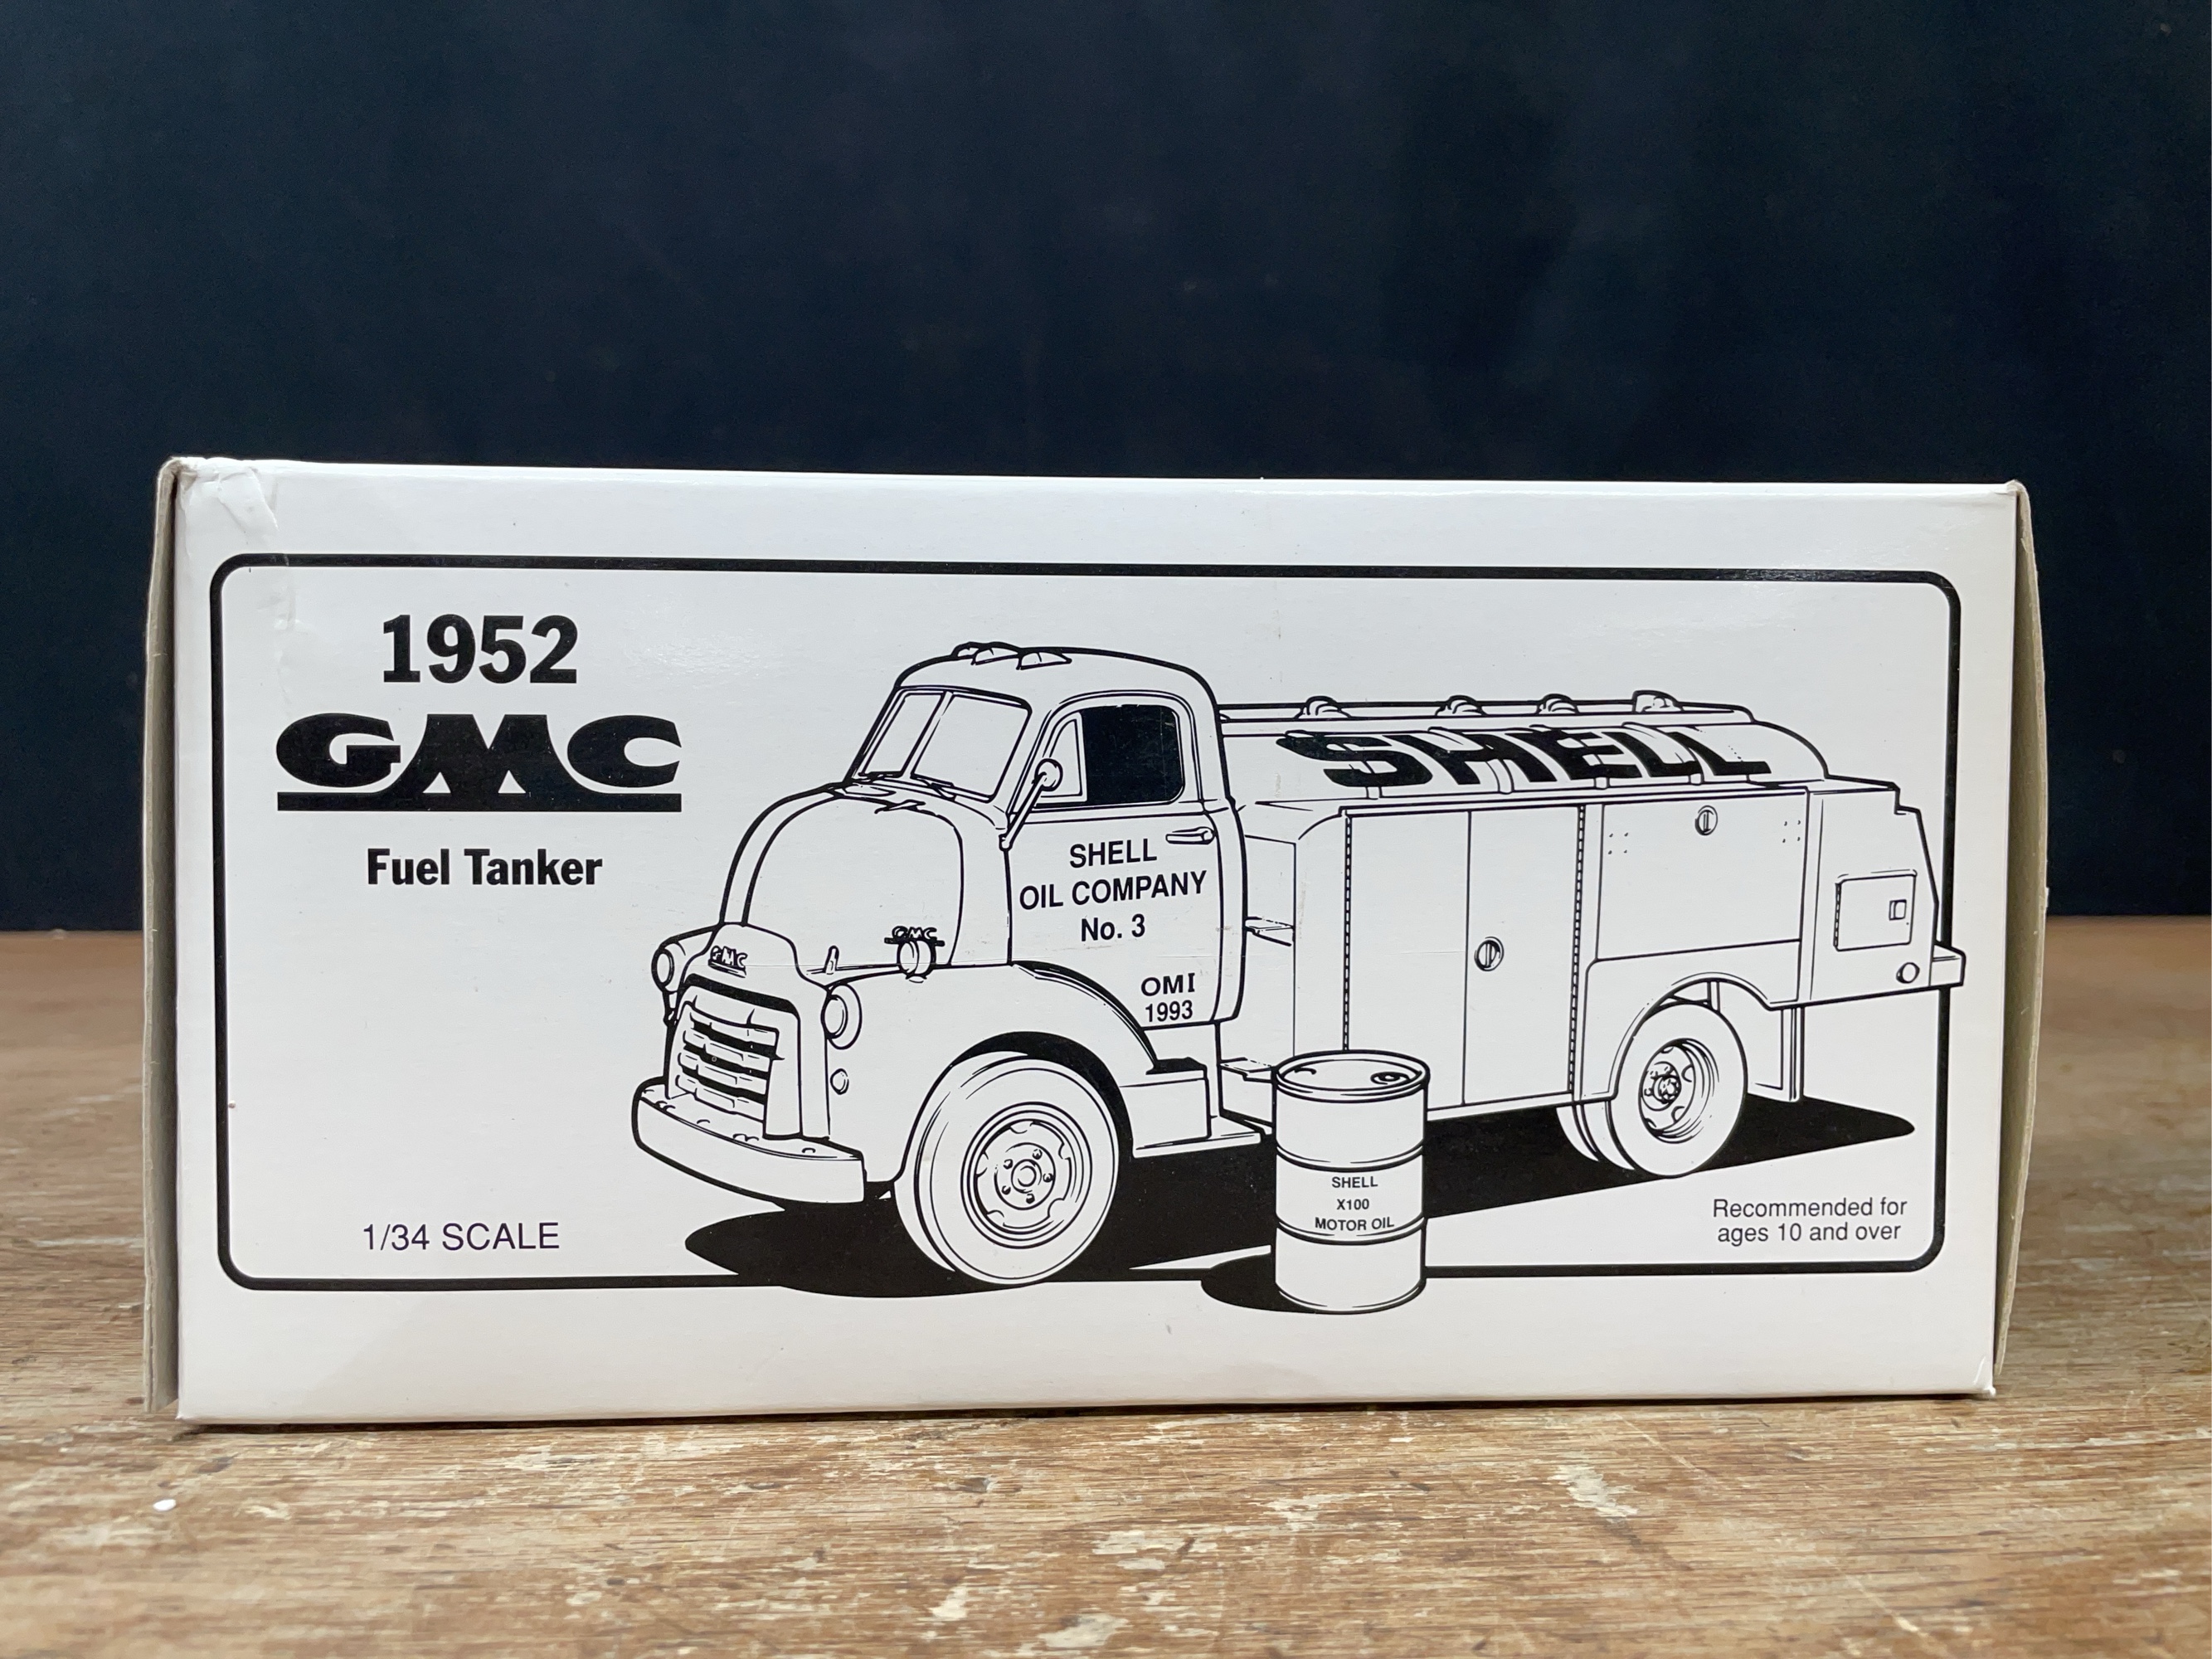 1952
GMC
Fuel Tanker
SHELL
SHELL
OIL COMPANY
No. 3
OMI
1993
GMC
GMC
SHELL
X100
MOTOR OIL
1/34 SCALE
Recommended for
ages 10 and over